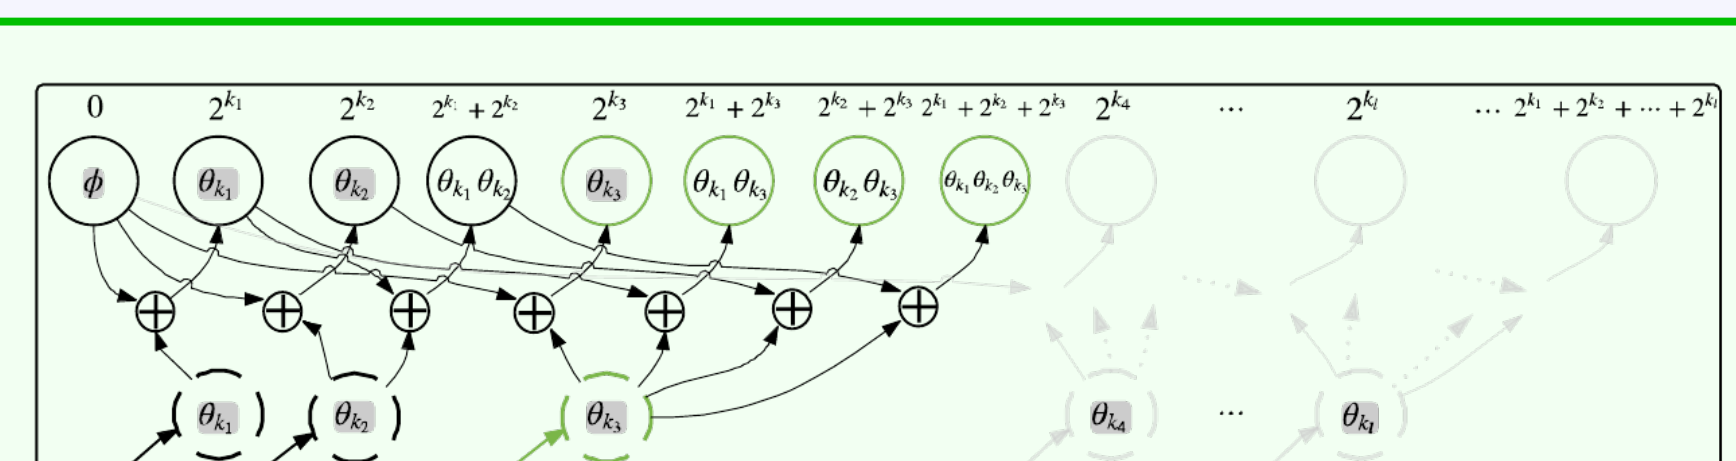 0 2^{k_1} 2^{k_2} 2^{k_1} + 2^{k_2} 2^{k_3} 2^{k_1} + 2^{k_3} 2^{k_2} + 2^{k_3} 2^{k_1} + 2^{k_2} + 2^{k_3} 2^{k_4} ... 2^{k_l} ... 2^{k_1} + 2^{k_2} + ... + 2^{k_l}
ϕ θ_{k_1} θ_{k_2} θ_{k_1} θ_{k_2} θ_{k_3} θ_{k_1} θ_{k_3} θ_{k_2} θ_{k_3} θ_{k_1} θ_{k_2} θ_{k_3}
θ_{k_1} θ_{k_2} θ_{k_3} θ_{k_4} ... θ_{k_l}